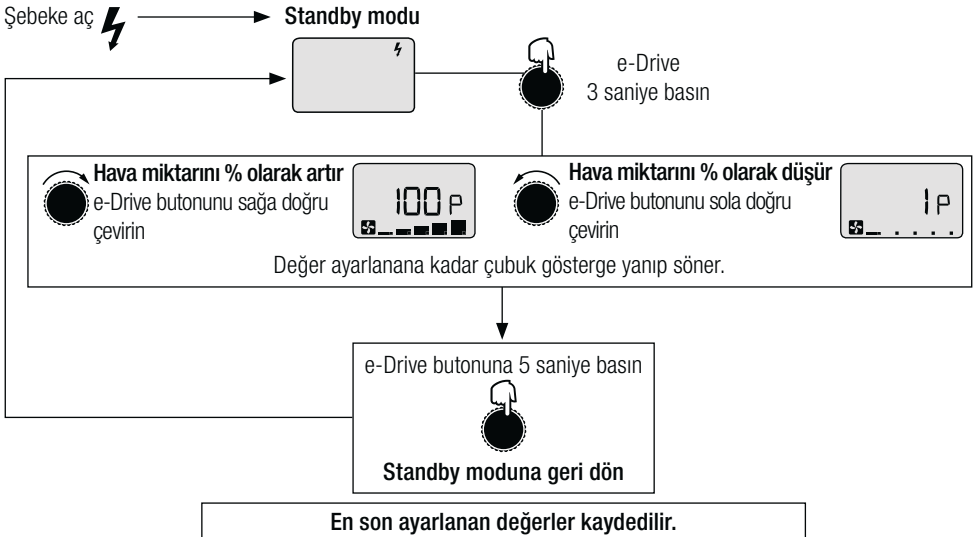 Şebeke aç
Standby modu
e-Drive
3 saniye basın
Hava miktarını % olarak artır
e-Drive butonunu sağa doğru
çevirin
100 P
Hava miktarını % olarak düşür
e-Drive butonunu sola doğru
çevirin
1 P
Değer ayarlanana kadar çubuk gösterge yanıp söner.
e-Drive butonuna 5 saniye basın
Standby moduna geri dön
En son ayarlanan değerler kaydedilir.